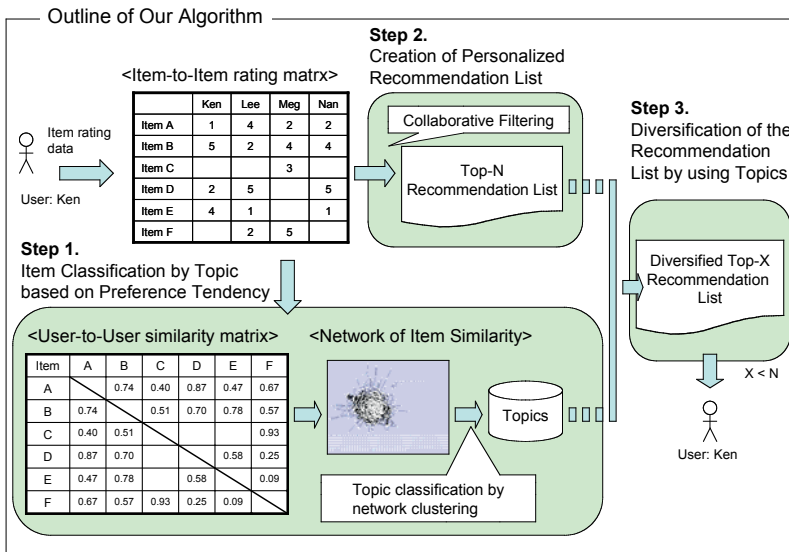 Outline of Our Algorithm
Step 2.
Creation of Personalized
Recommendation List
<Item-to-Item rating matrx>
Ken Lee Meg Nan
Item A 1 4 2 2
Item B 5 2 4 4
Item C 3
Item D 2 5 5
Item E 4 1 1
Item F 2 5
Item rating
data
User: Ken
Collaborative Filtering
Top-N
Recommendation List
Step 3.
Diversification of the
Recommendation
List by using Topics
Step 1.
Item Classification by Topic
based on Preference Tendency
<User-to-User similarity matrix>
Item A B C D E F
A 0.74 0.40 0.87 0.47 0.67
B 0.74 0.51 0.70 0.78 0.57
C 0.40 0.51 0.93
D 0.87 0.70 0.58 0.25
E 0.47 0.78 0.58 0.09
F 0.67 0.57 0.93 0.25 0.09
<Network of Item Similarity>
Topics
Topic classification by
network clustering
Diversified Top-X
Recommendation
List
X < N
User: Ken